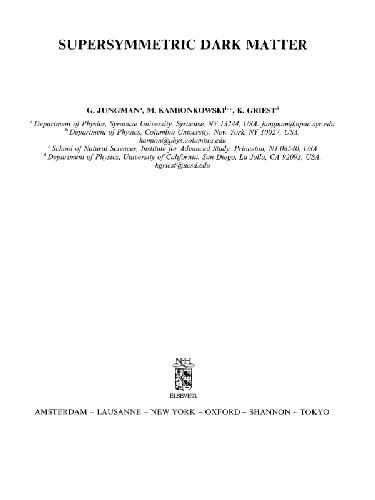 SUPERSYMMETRIC DARK MATTER
G. JUNGMANᵃ, M. KAMIONKOWSKIᵇ,ᶜ, K. GRIESTᵈ
ᵃ Department of Physics, Syracuse University, Syracuse, NY 13244, USA. jungman@npac.syr.edu
ᵇ Department of Physics, Columbia University, New York, NY 10027, USA.
kamion@phys.columbia.edu
ᶜ School of Natural Sciences, Institute for Advanced Study, Princeton, NJ 08540, USA
ᵈ Department of Physics, University of California, San Diego, La Jolla, CA 92093, USA.
kgriest@ucsd.edu
NH
ELSEVIER
AMSTERDAM – LAUSANNE – NEW YORK – OXFORD – SHANNON – TOKYO